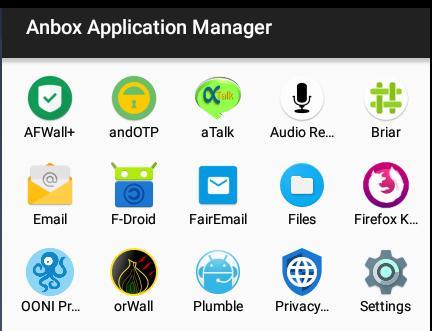 Anbox Application Manager
AFWall+ andOTP aTalk Audio Re... Briar
Email F-Droid FairEmail Files Firefox K...
OONI Pr... orWall Plumble Privacy... Settings